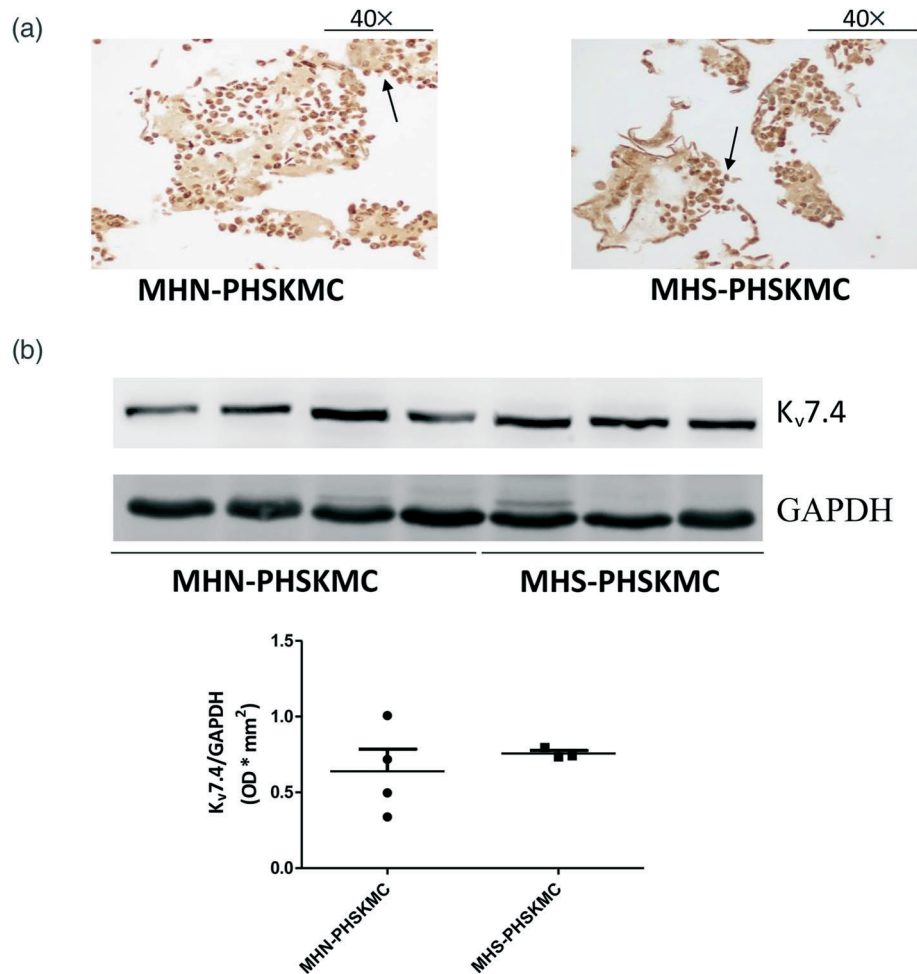 (a)
40×
40×
MHN-PHSKMC
MHS-PHSKMC
(b)
Kᵥ7.4
GAPDH
MHN-PHSKMC
MHS-PHSKMC
1.5
1.0
0.5
0.0
Kᵥ7.4/GAPDH
(OD * mm²)
MHN-PHSKMC
MHS-PHSKMC